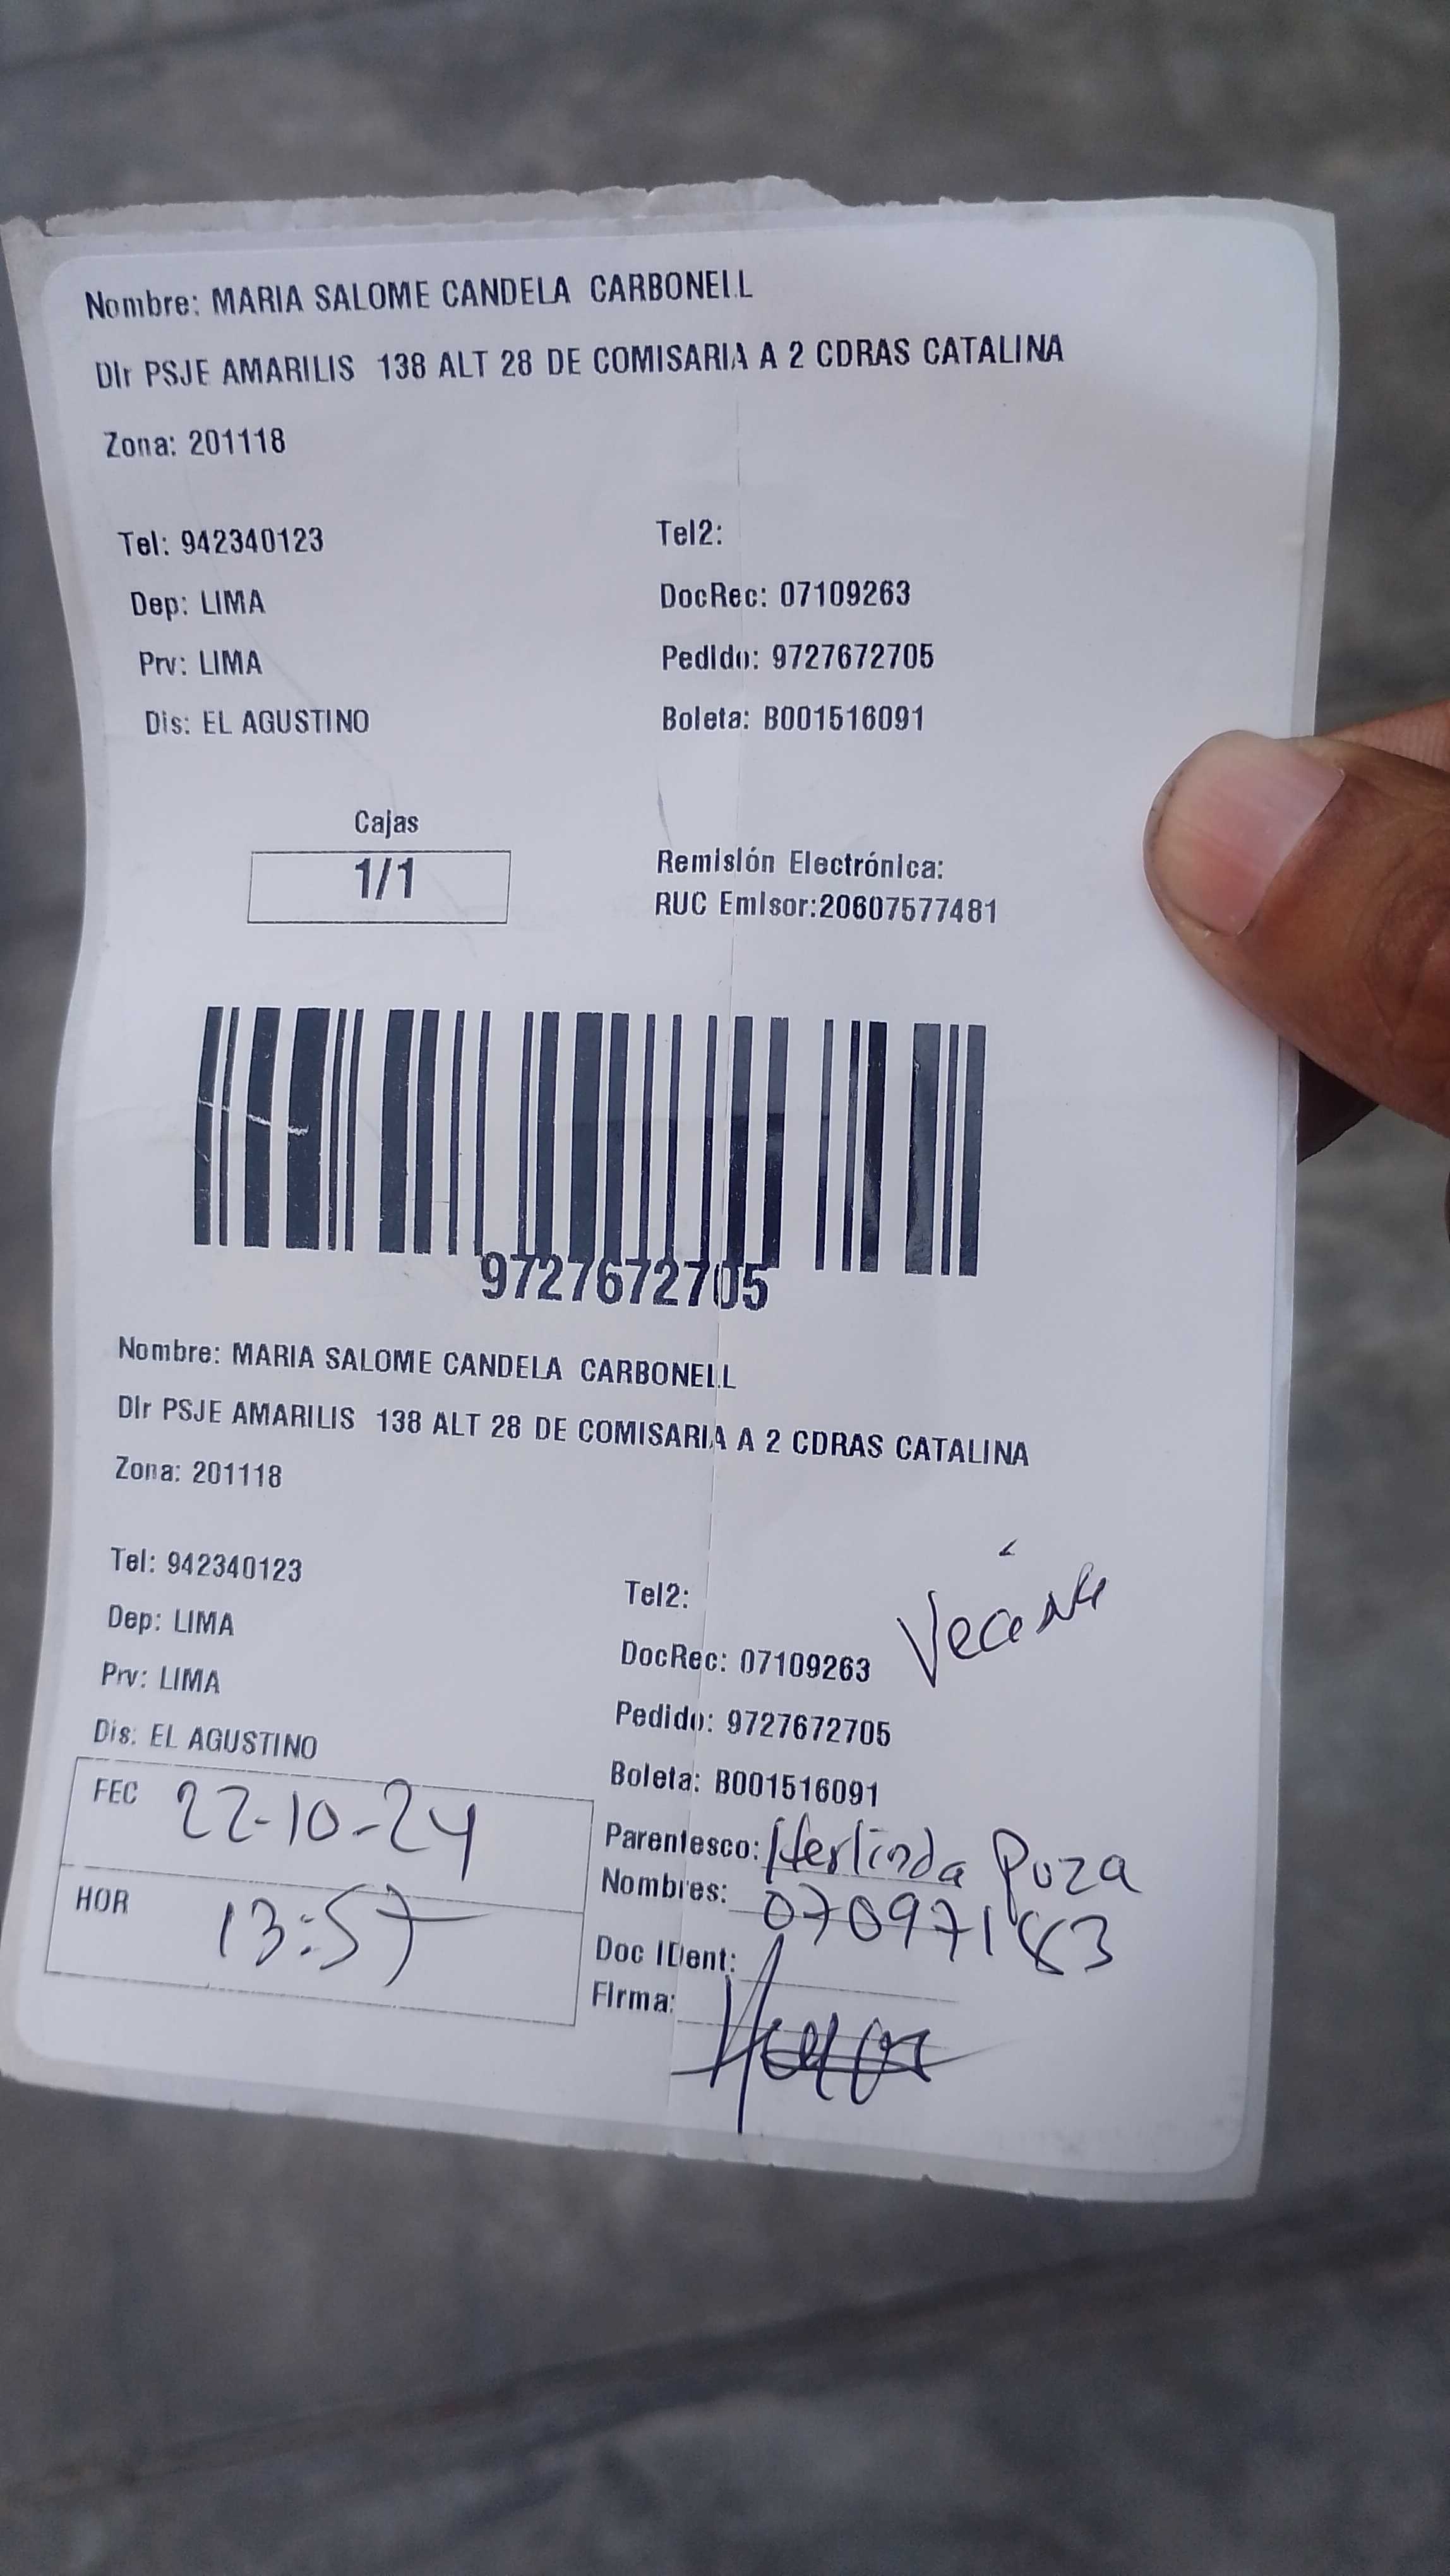 Nombre: MARIA SALOME CANDELA CARBONELL
DIr PSJE AMARILIS 138 ALT 28 DE COMISARIA A 2 CDRAS CATALINA
Zona: 201118
Tel: 942340123 Tel2:
Dep: LIMA DocRec: 07109263
Prv: LIMA Pedido: 9727672705
Dis: EL AGUSTINO Boleta: B001516091
Cajas
1/1
Remisión Electrónica:
RUC Emisor:20607577481
9727672705
Nombre: MARIA SALOME CANDELA CARBONELL
DIr PSJE AMARILIS 138 ALT 28 DE COMISARIA A 2 CDRAS CATALINA
Zona: 201118
Tel: 942340123 Tel2:
Dep: LIMA DocRec: 07109263
Prv: LIMA Pedido: 9727672705
Dis: EL AGUSTINO Boleta: B001516091
FEC 22-10-24
HOR 13:57
Parentesco: Herlinda Poza
Nombres: 07097183
Doc IDent:
Firma: